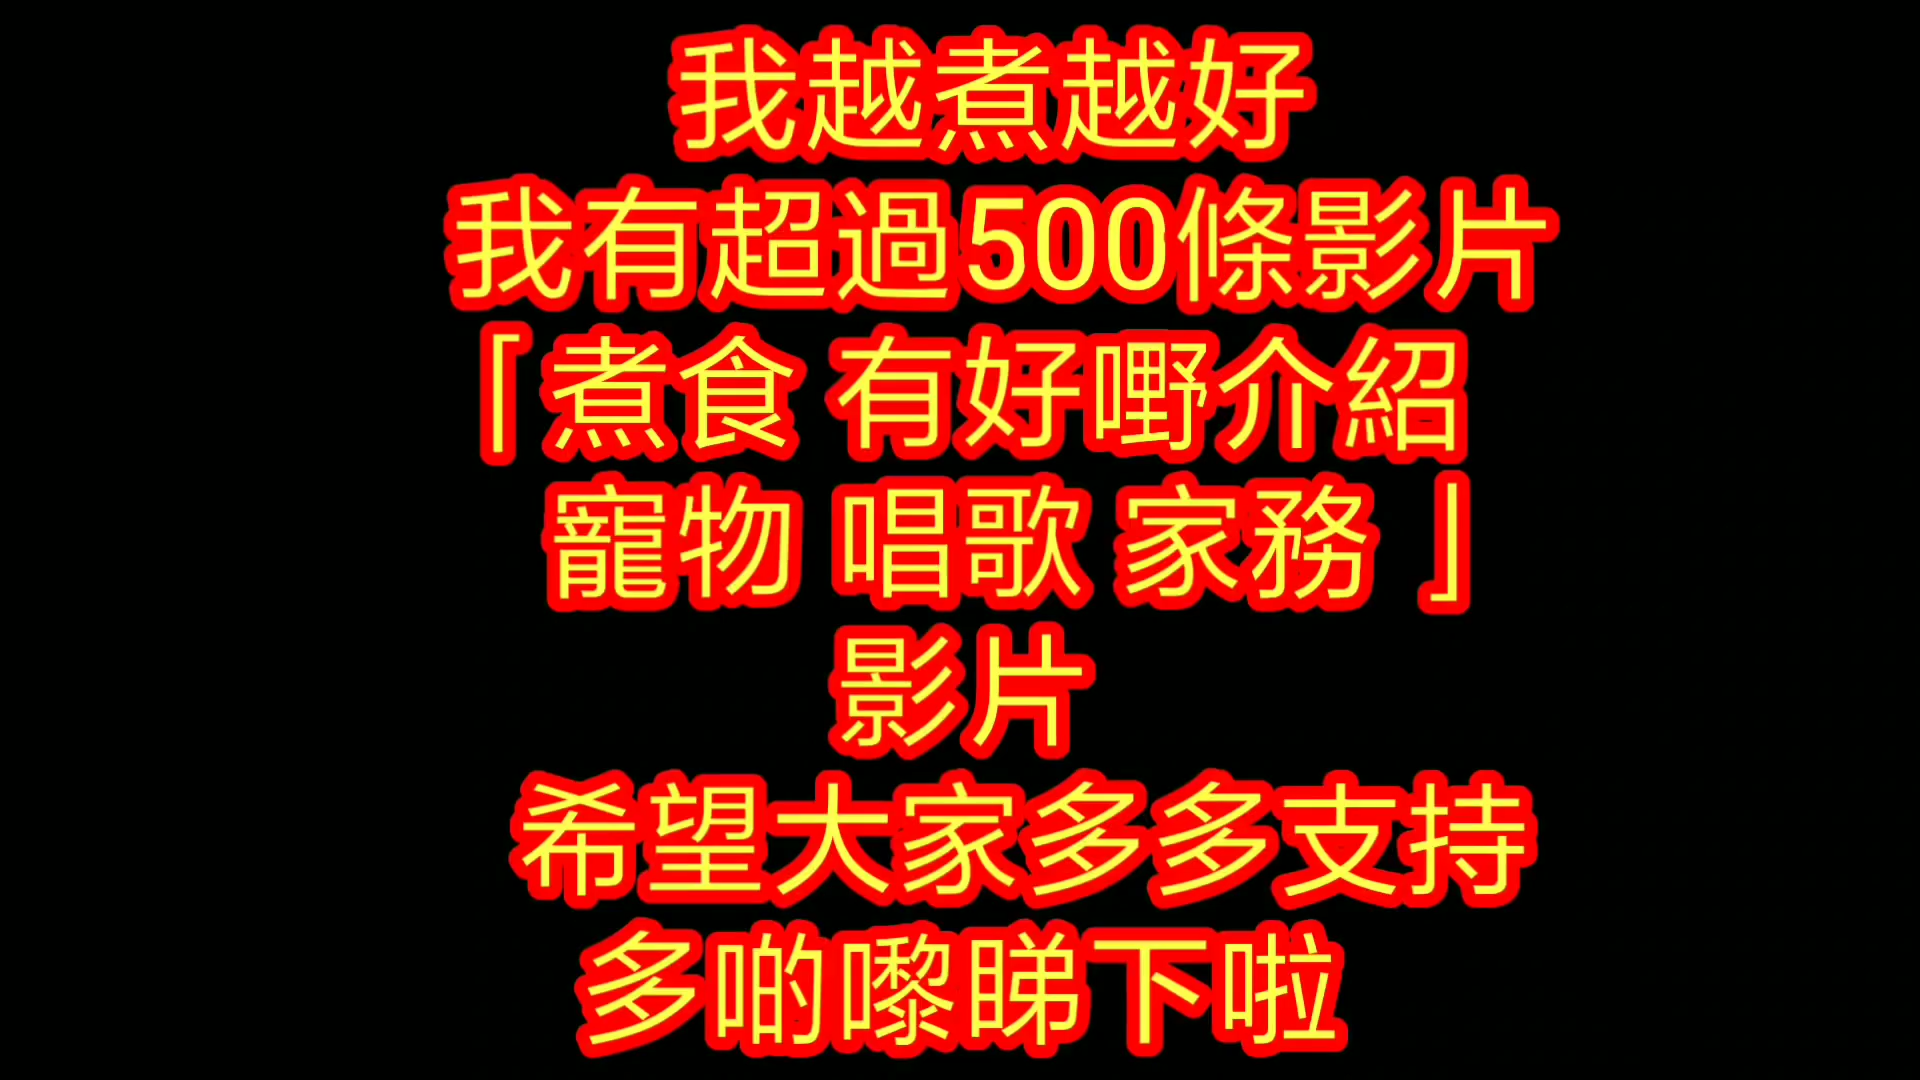 我越煮越好
我有超過500條影片
「煮食 有好嘢介紹
寵物 唱歌 家務 」
影片
希望大家多多支持
多啲嚟睇下啦